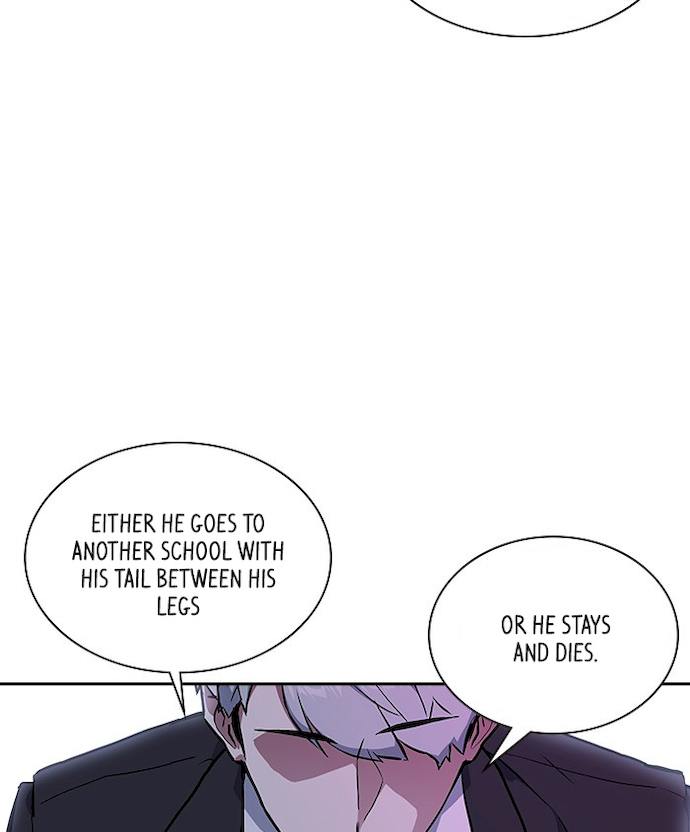 EITHER HE GOES TO
ANOTHER SCHOOL WITH
HIS TAIL BETWEEN HIS
LEGS
OR HE STAYS
AND DIES.